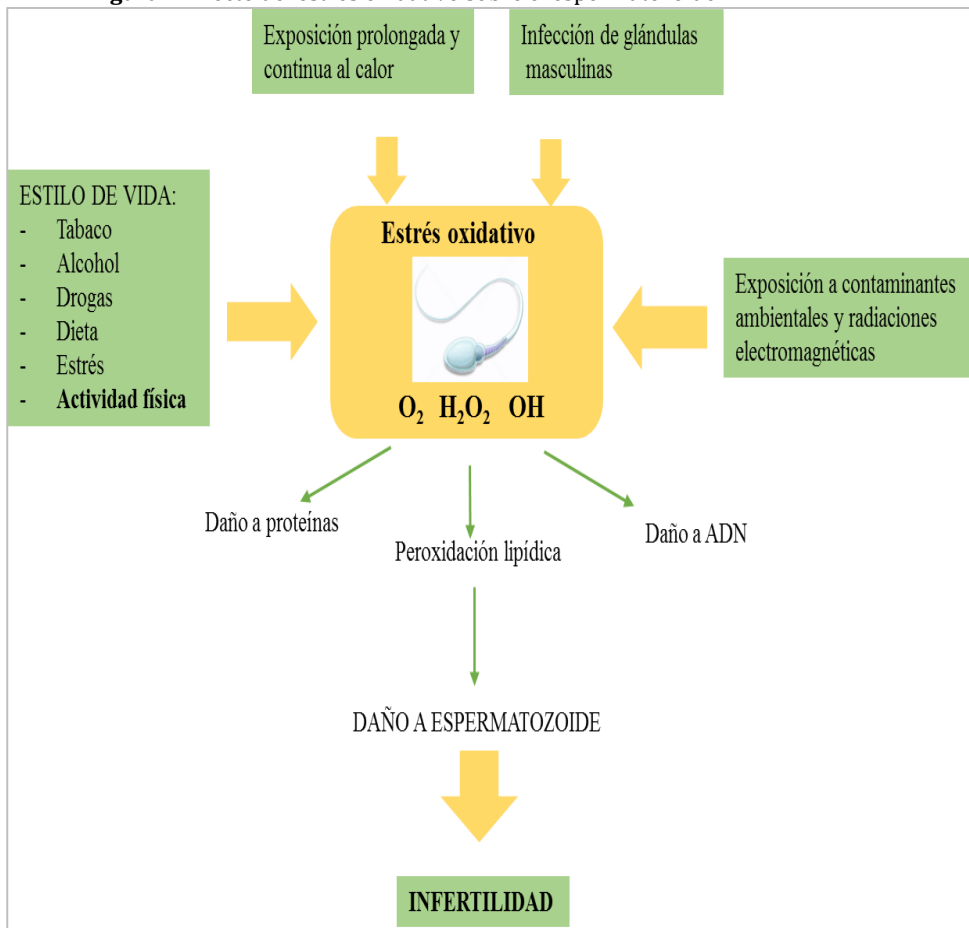 Exposición prolongada y
continua al calor
Infección de glándulas
masculinas
ESTILO DE VIDA:
- Tabaco
- Alcohol
- Drogas
- Dieta
- Estrés
- Actividad física
Estrés oxidativo
O₂ H₂O₂ OH
Exposición a contaminantes
ambientales y radiaciones
electromagnéticas
Daño a proteínas
Peroxidación lipídica
Daño a ADN
DAÑO A ESPERMATOZOIDE
INFERTILIDAD